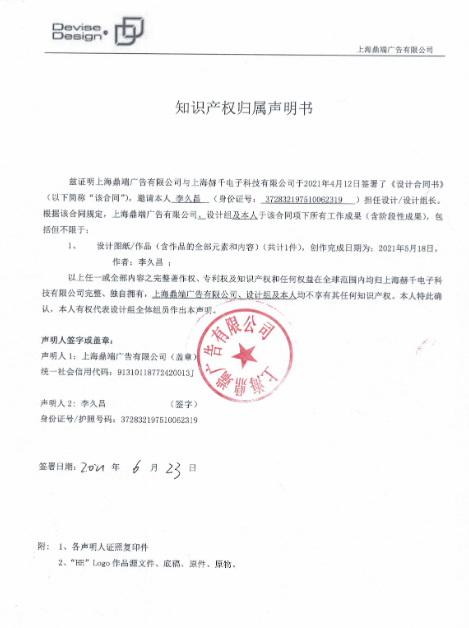 Devise
Design
上海鼎端广告有限公司
知识产权归属声明书
兹证明上海鼎端广告有限公司与上海赫千电子科技有限公司于2021年4月12日签署了《设计合同书》
（以下简称“该合同”），邀请本人 李久昌 （身份证号： 372832197510062319 ）担任设计/设计组长。
根据该合同规定，上海鼎端广告有限公司、设计组及本人于该合同项下所有工作成果（含阶段性成果），包
括但不限于：
1、 设计图纸/作品（含作品的全部元素和内容）（共计1件），创作完成日期为：2021年5月18日，
作者：李久昌 ；
以上任一或全部内容之完整著作权、专利权及知识产权和任何权益在全球范围内均归上海赫千电子科
技有限公司完整、独自拥有，上海鼎端广告有限公司、设计组及本人均不享有其任何知识产权。本人特此确
认，本人有权代表设计组全体组员作出本声明。
声明人签字或盖章：
声明人 1：上海鼎端广告有限公司（盖章）
统一社会信用代码：91310118772420013J
上海鼎端广告有限公司
声明人 2：李久昌 （签字）
身份证号/护照号码：372832197510062319
签署日期：2021 年 6 月 23 日
附： 1、各声明人证照复印件
2、“HE”Logo 作品源文件、底稿、原件、原物。